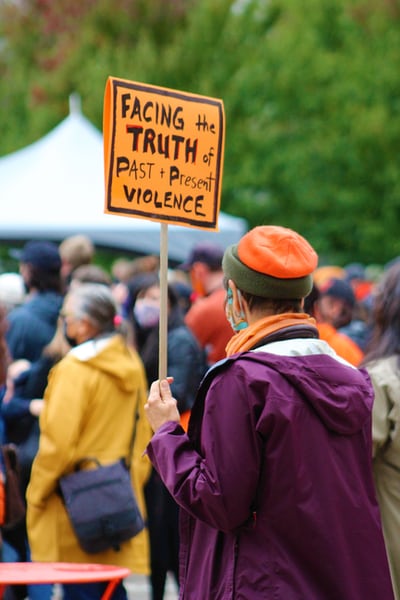 FACING the
TRUTH of
PAST + Present
VIOLENCE